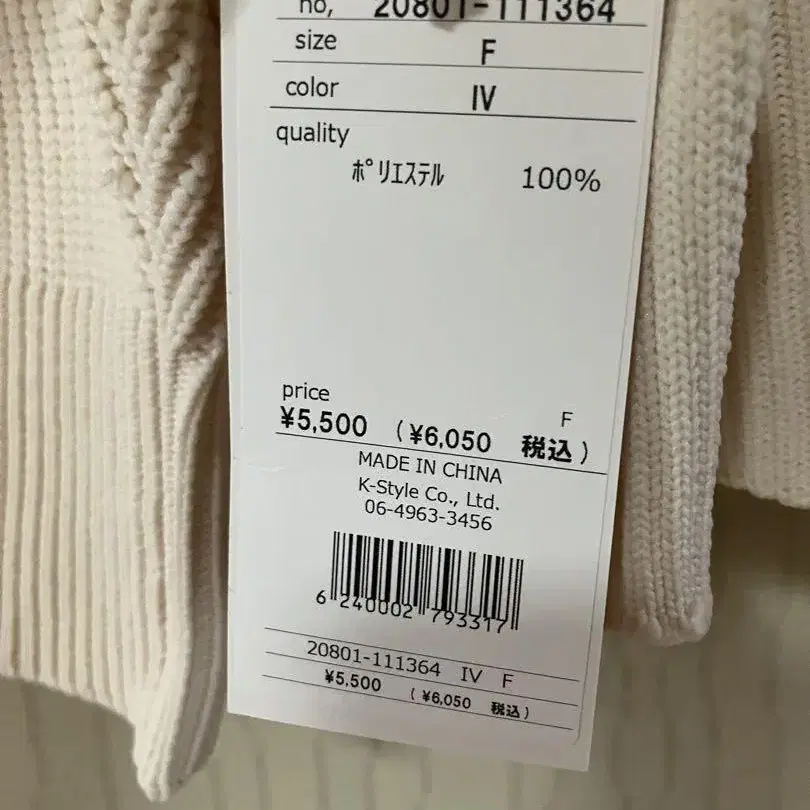 no, 20801-111364
size F
color IV
quality
ﾎﾟﾘｴｽﾃﾙ 100%
price F
¥5,500 (¥6,050 税込)
MADE IN CHINA
K-Style Co., Ltd.
06-4963-3456
6 240002 793317
20801-111364 IV F
¥5,500 (¥6,050 税込)